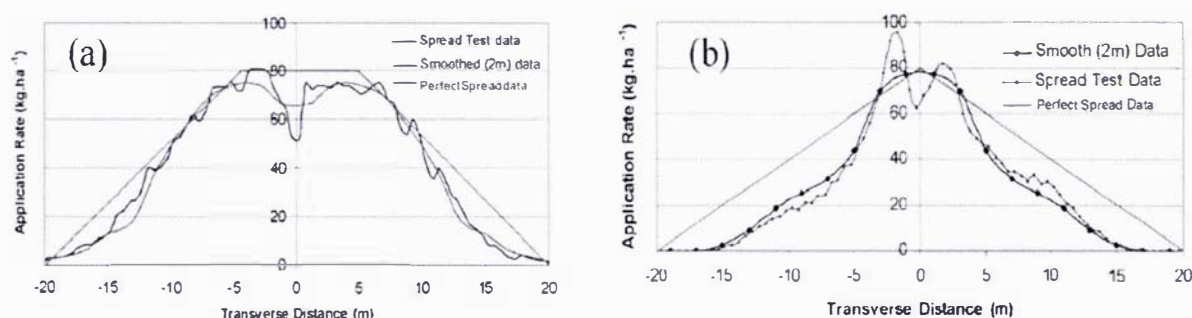 (a)
Application Rate (kg.ha⁻¹)
100
80
60
40
20
0
Spread Test data
Smoothed (2m) data
Perfect Spread data
-20 -15 -10 -5 0 5 10 15 20
Transverse Distance (m)
(b)
Application Rate (kg.ha⁻¹)
100
80
60
40
20
0
Smooth (2m) Data
Spread Test Data
Perfect Spread Data
-20 -15 -10 -5 0 5 10 15 20
Transverse Distance (m)